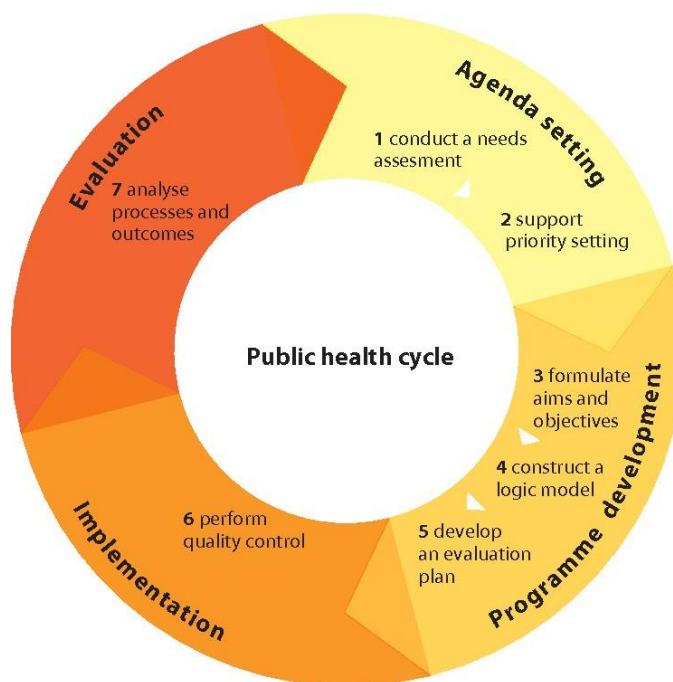 Agenda setting
1 conduct a needs
assesment
2 support
priority setting
Programme development
3 formulate
aims and
objectives
4 construct a
logic model
5 develop
an evaluation
plan
Implementation
6 perform
quality control
Evaluation
7 analyse
processes and
outcomes
Public health cycle